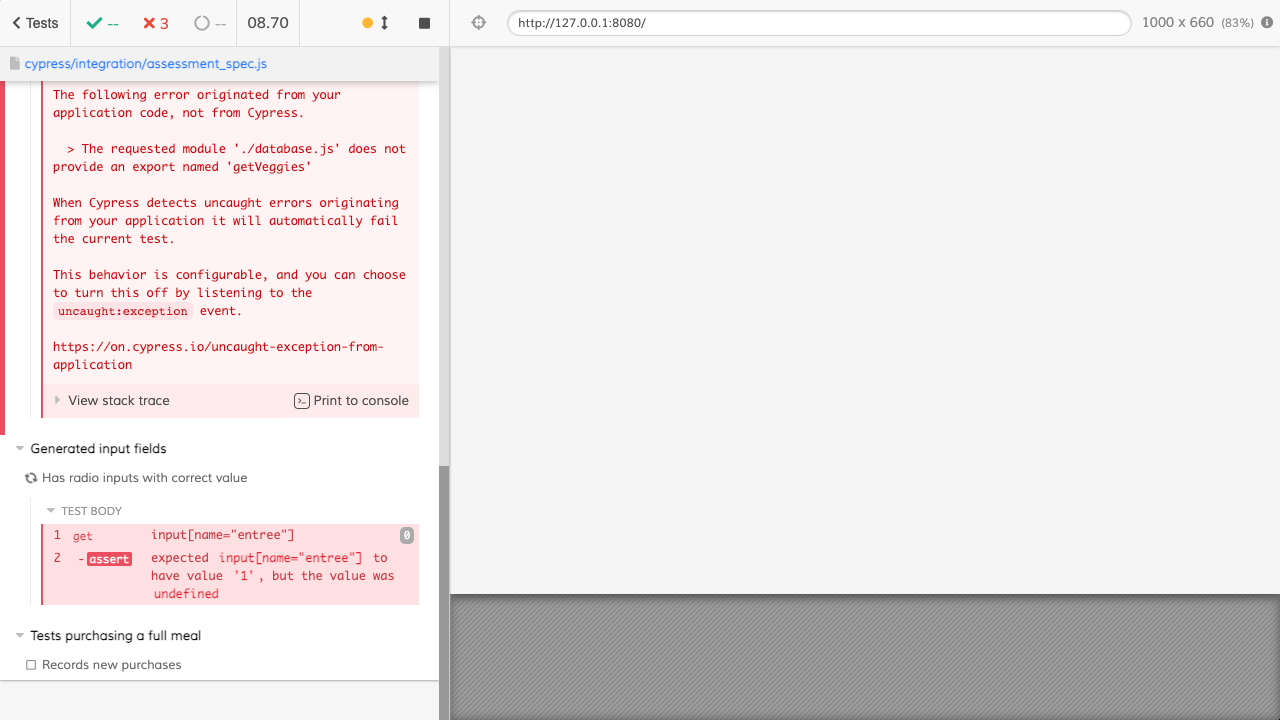 Tests -- 3 -- 08.70 http://127.0.0.1:8080/ 1000 x 660 (83%)
cypress/integration/assessment_spec.js
The following error originated from your
application code, not from Cypress.
> The requested module './database.js' does not
provide an export named 'getVeggies'
When Cypress detects uncaught errors originating
from your application it will automatically fail
the current test.
This behavior is configurable, and you can choose
to turn this off by listening to the
uncaught:exception event.
https://on.cypress.io/uncaught-exception-from-
application
View stack trace Print to console
Generated input fields
Has radio inputs with correct value
TEST BODY
1 get input[name="entree"] 0
2 -assert expected input[name="entree"] to
have value '1', but the value was
undefined
Tests purchasing a full meal
Records new purchases